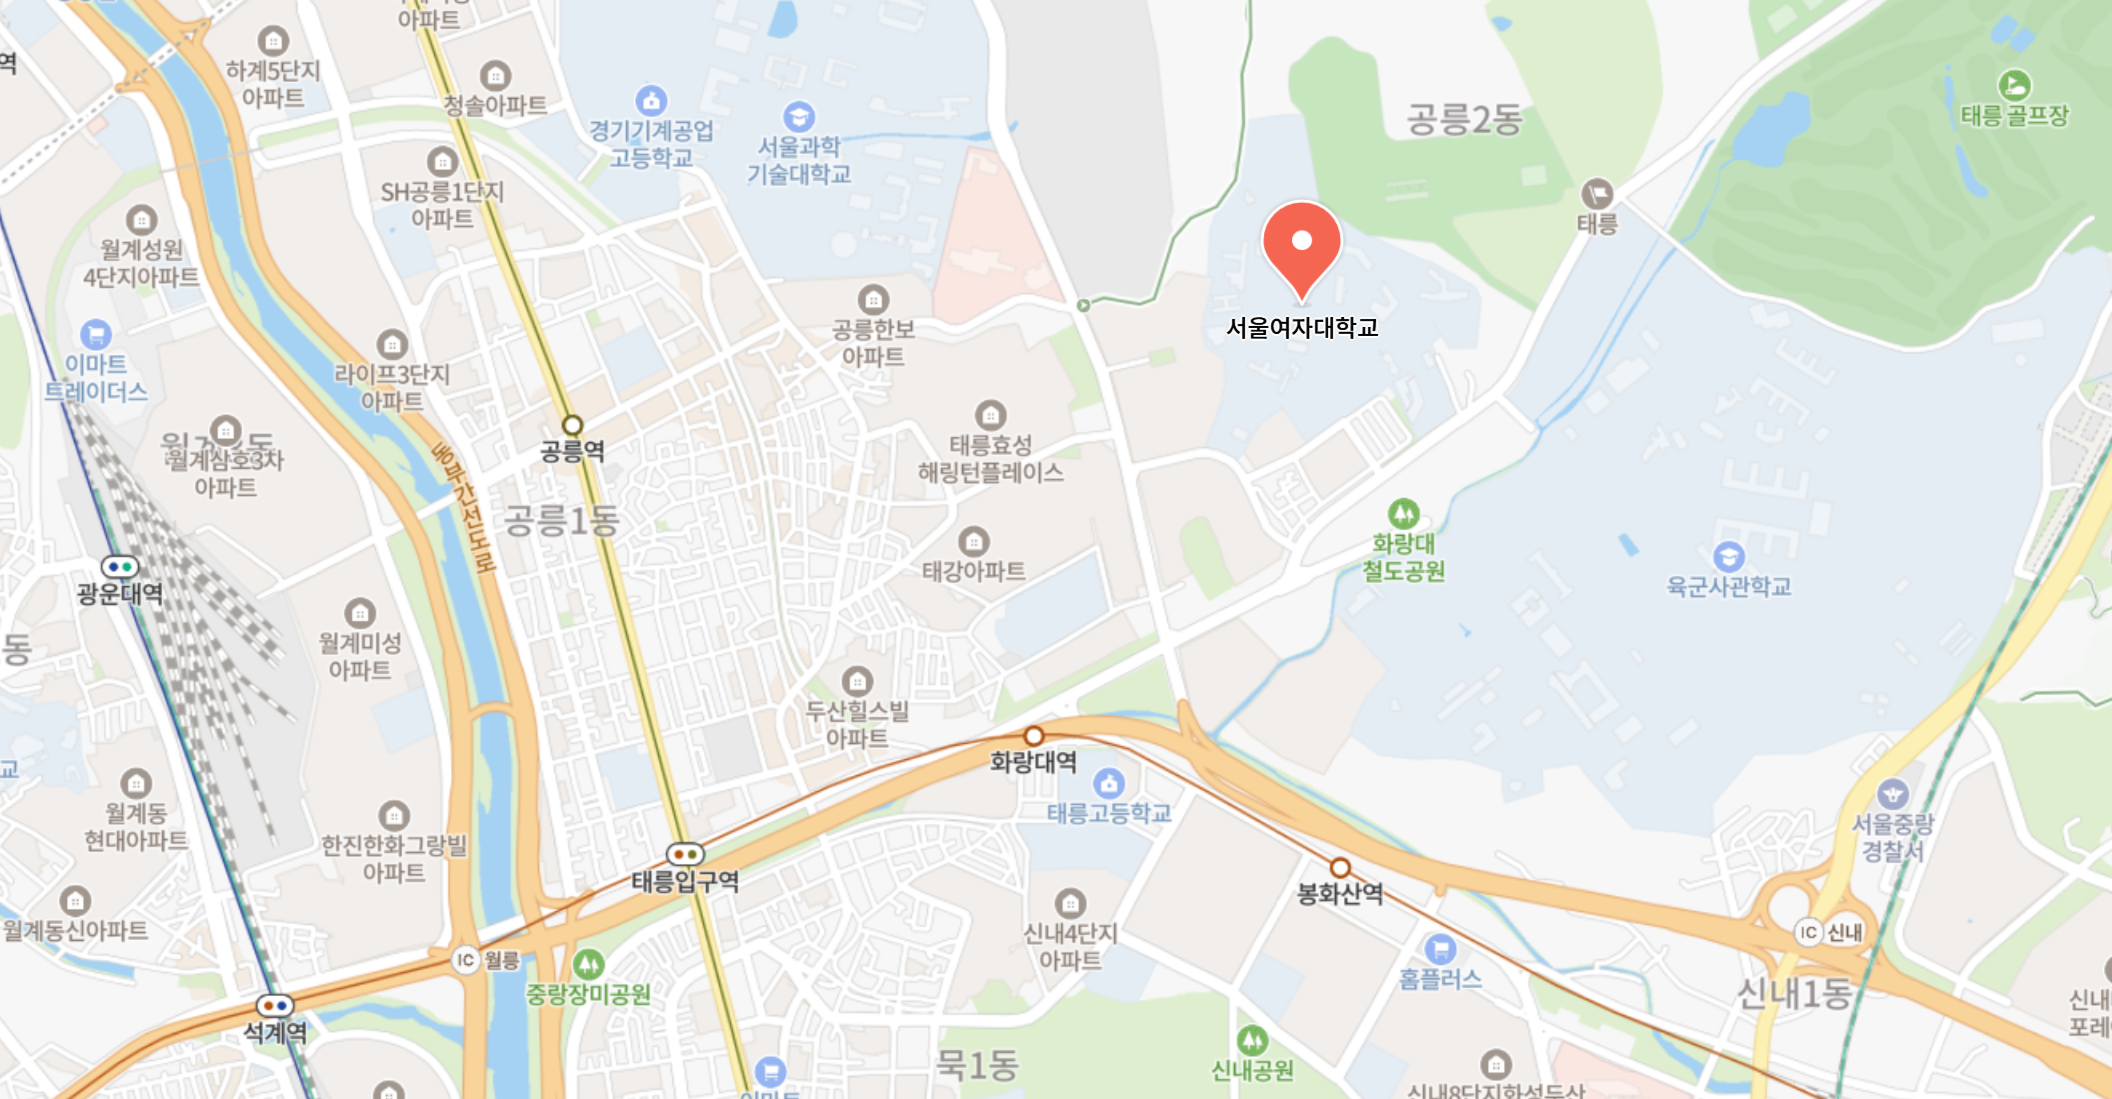 아파트
하계5단지
아파트
청솔아파트
경기기계공업
고등학교
서울과학
기술대학교
공릉2동
태릉 골프장
역
SH공릉1단지
아파트
월계성원
4단지아파트
태릉
공릉한보
아파트
서울여자대학교
이마트
트레이더스
라이프3단지
아파트
월계삼호3차
아파트
공릉역
태릉효성
해링턴플레이스
동부간선도로
공릉1동
화랑대
철도공원
태강아파트
육군사관학교
광운대역
동
월계미성
아파트
두산힐스빌
아파트
화랑대역
교
월계동
현대아파트
태릉고등학교
서울중랑
경찰서
한진한화그랑빌
아파트
태릉입구역
봉화산역
월계동신아파트
신내4단지
아파트
IC 신내
IC 월릉
홈플러스
중랑장미공원
신내1동
신내
포레
석계역
묵1동
신내공원
이마트
신내8단지화성두산